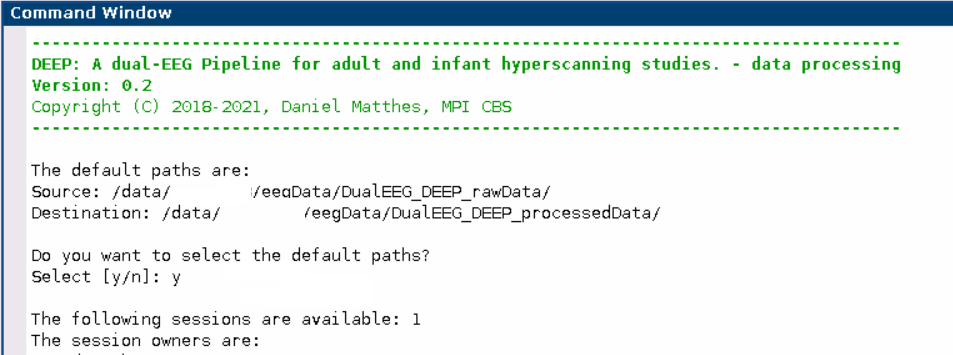 Command Window
--------------------------------------------------------------------------------------
DEEP: A dual-EEG Pipeline for adult and infant hyperscanning studies. - data processing
Version: 0.2
Copyright (C) 2018-2021, Daniel Matthes, MPI CBS
--------------------------------------------------------------------------------------
The default paths are:
Source: /data/ /eegData/DualEEG_DEEP_rawData/
Destination: /data/ /eegData/DualEEG_DEEP_processedData/
Do you want to select the default paths?
Select [y/n]: y
The following sessions are available: 1
The session owners are: